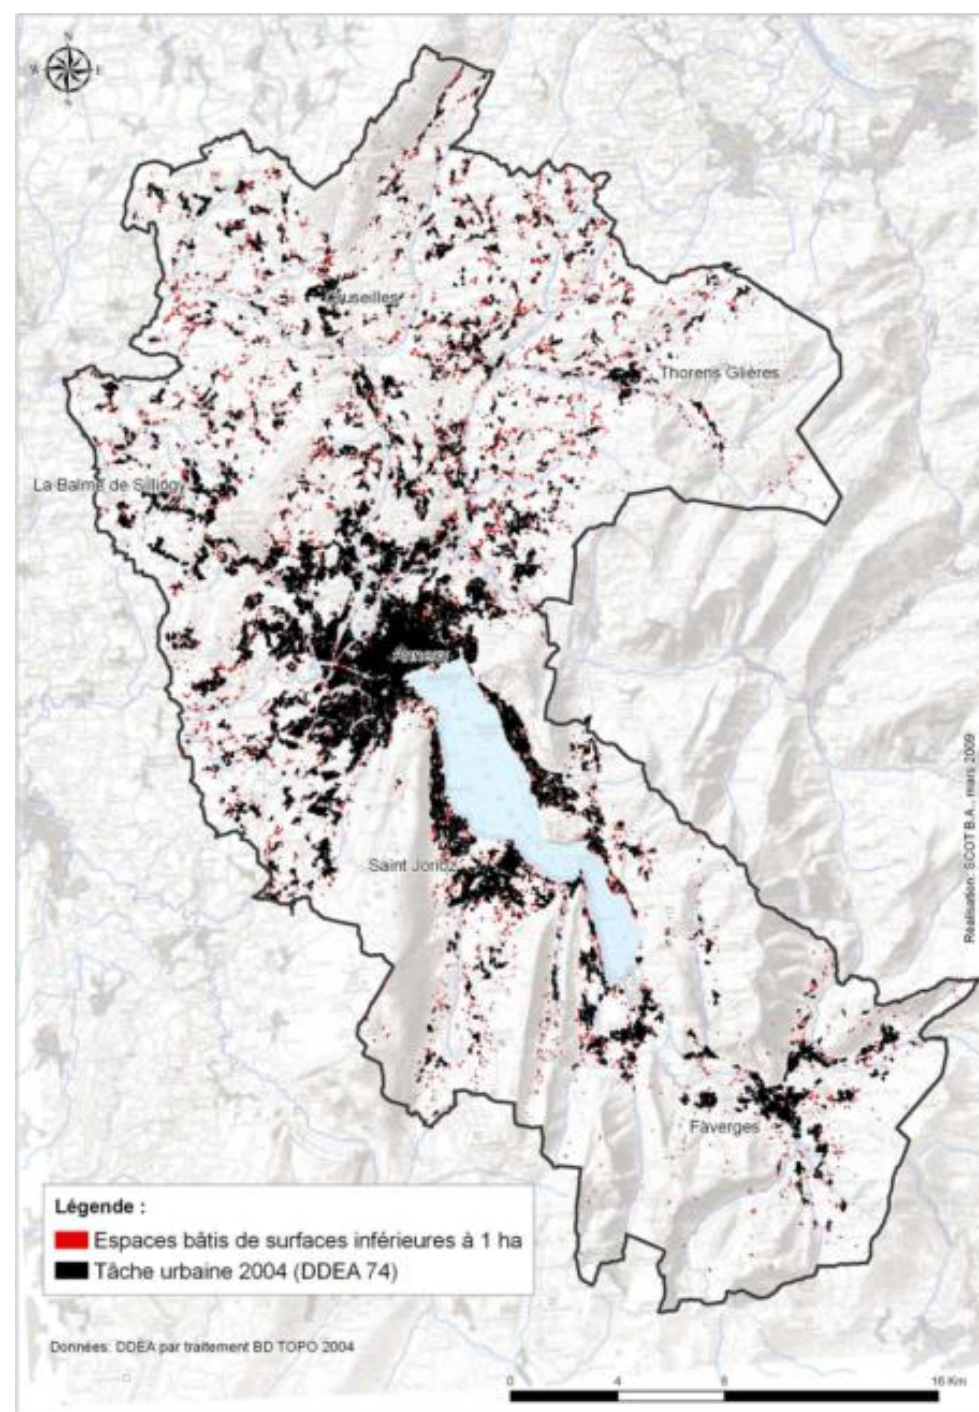 N
W
E
S
Cruseilles
Thorens Glières
La Balme de Sillingy
Annecy
Saint Jorioz
Réalisation: SCOT B.A , mars 2009
Faverges
Légende :
Espaces bâtis de surfaces inférieures à 1 ha
Tâche urbaine 2004 (DDEA 74)
Données: DDEA par traitement BD TOPO 2004
0 4 8 16 Km